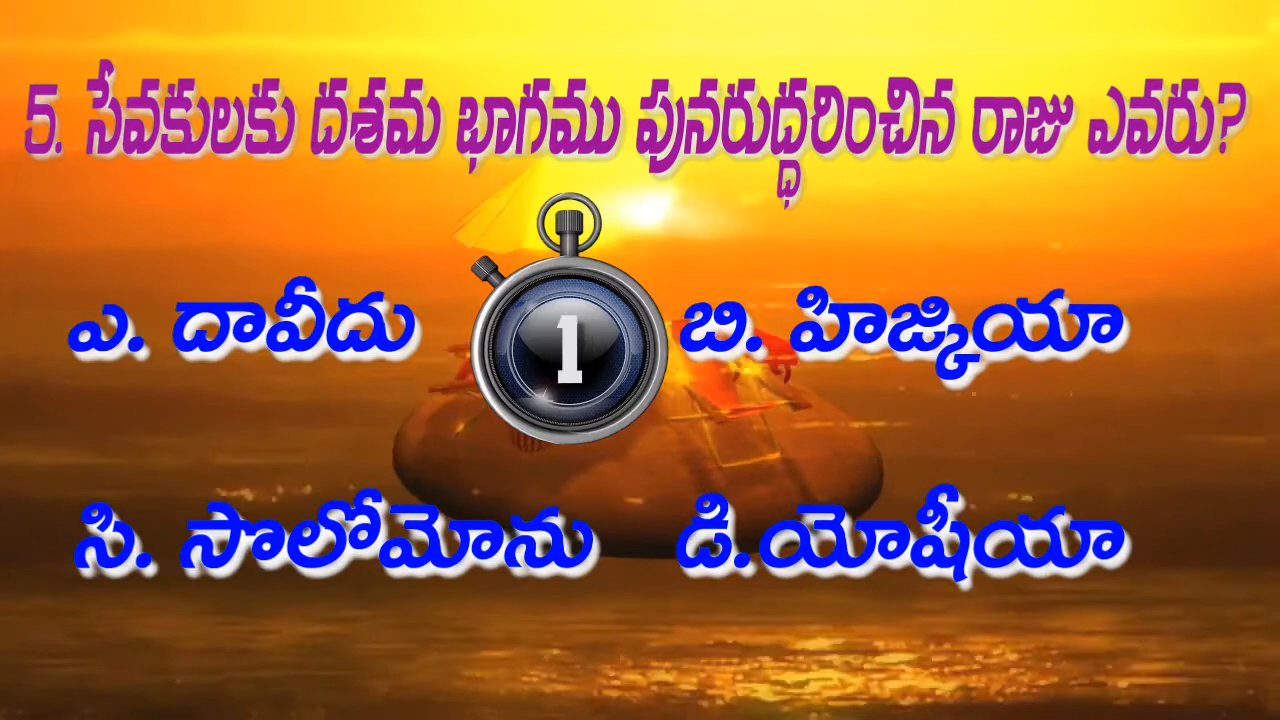 5. సేవకులకు దశమ భాగము పునరుద్ధరించిన రాజు ఎవరు?
ఎ. దావీదు
1
బి. హిజ్కియా
సి. సొలోమోను
డి.యోషీయా